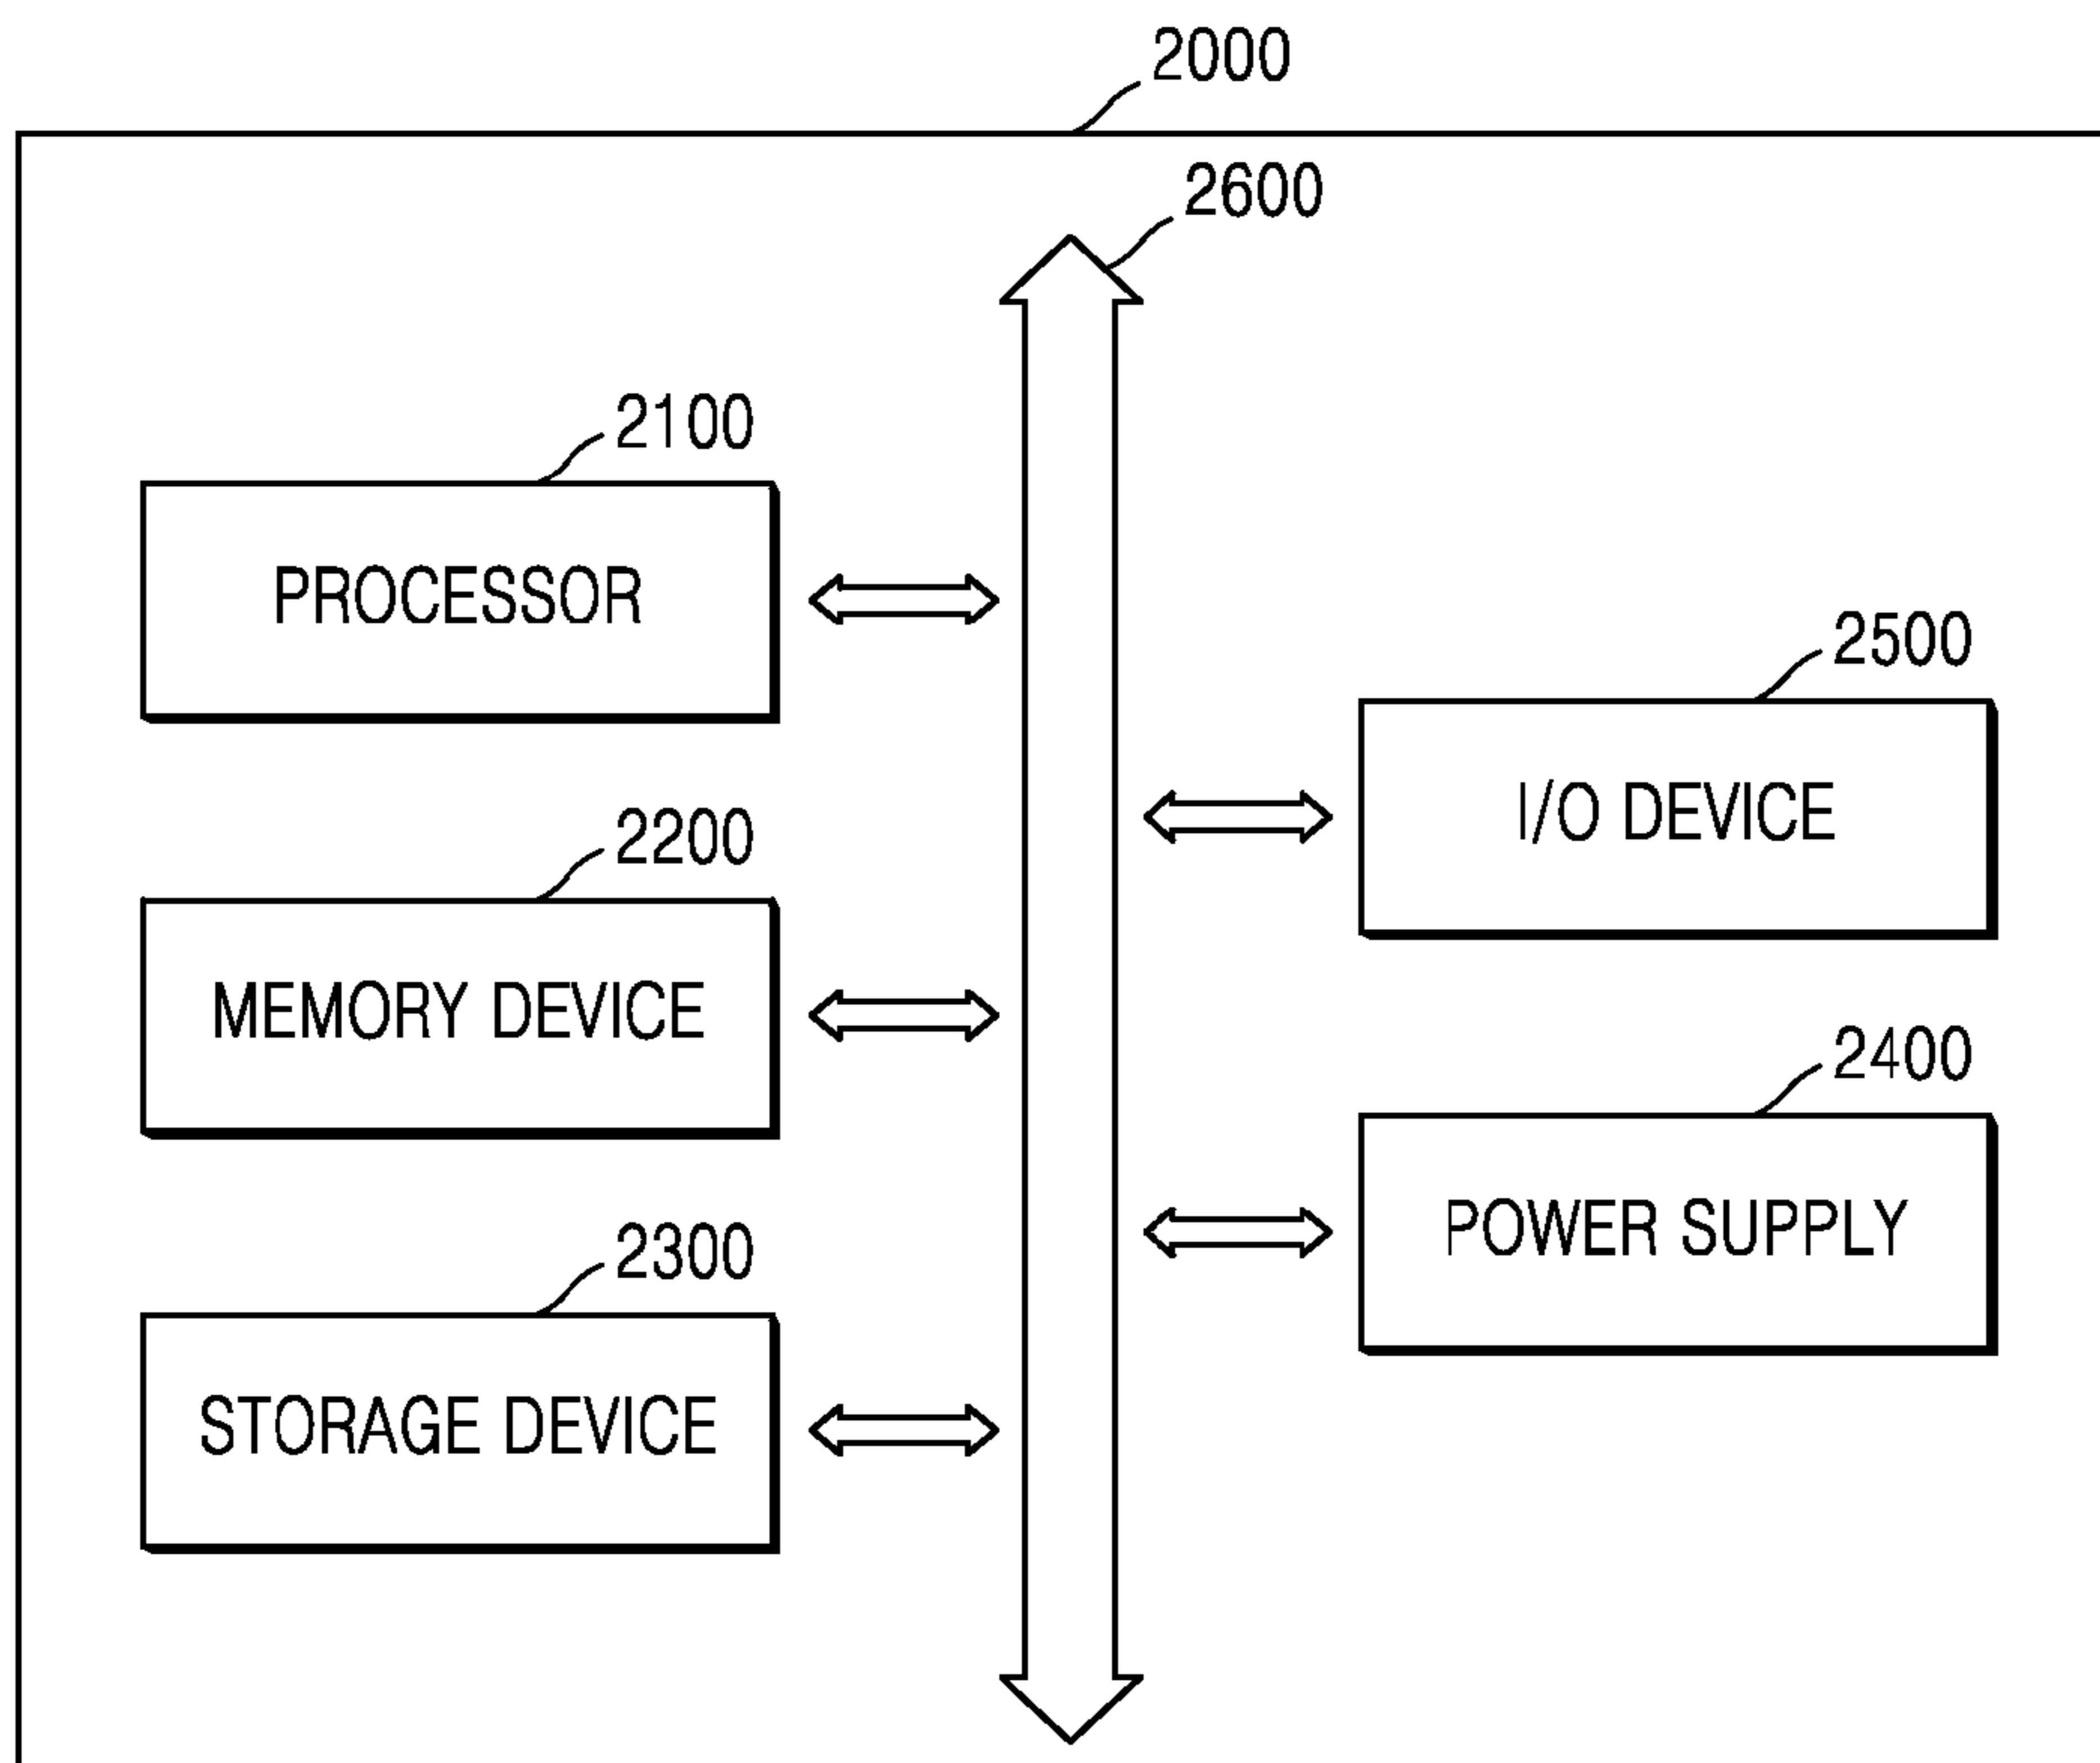 2000
2600
2100
PROCESSOR
2500
I/O DEVICE
2200
MEMORY DEVICE
2400
POWER SUPPLY
2300
STORAGE DEVICE